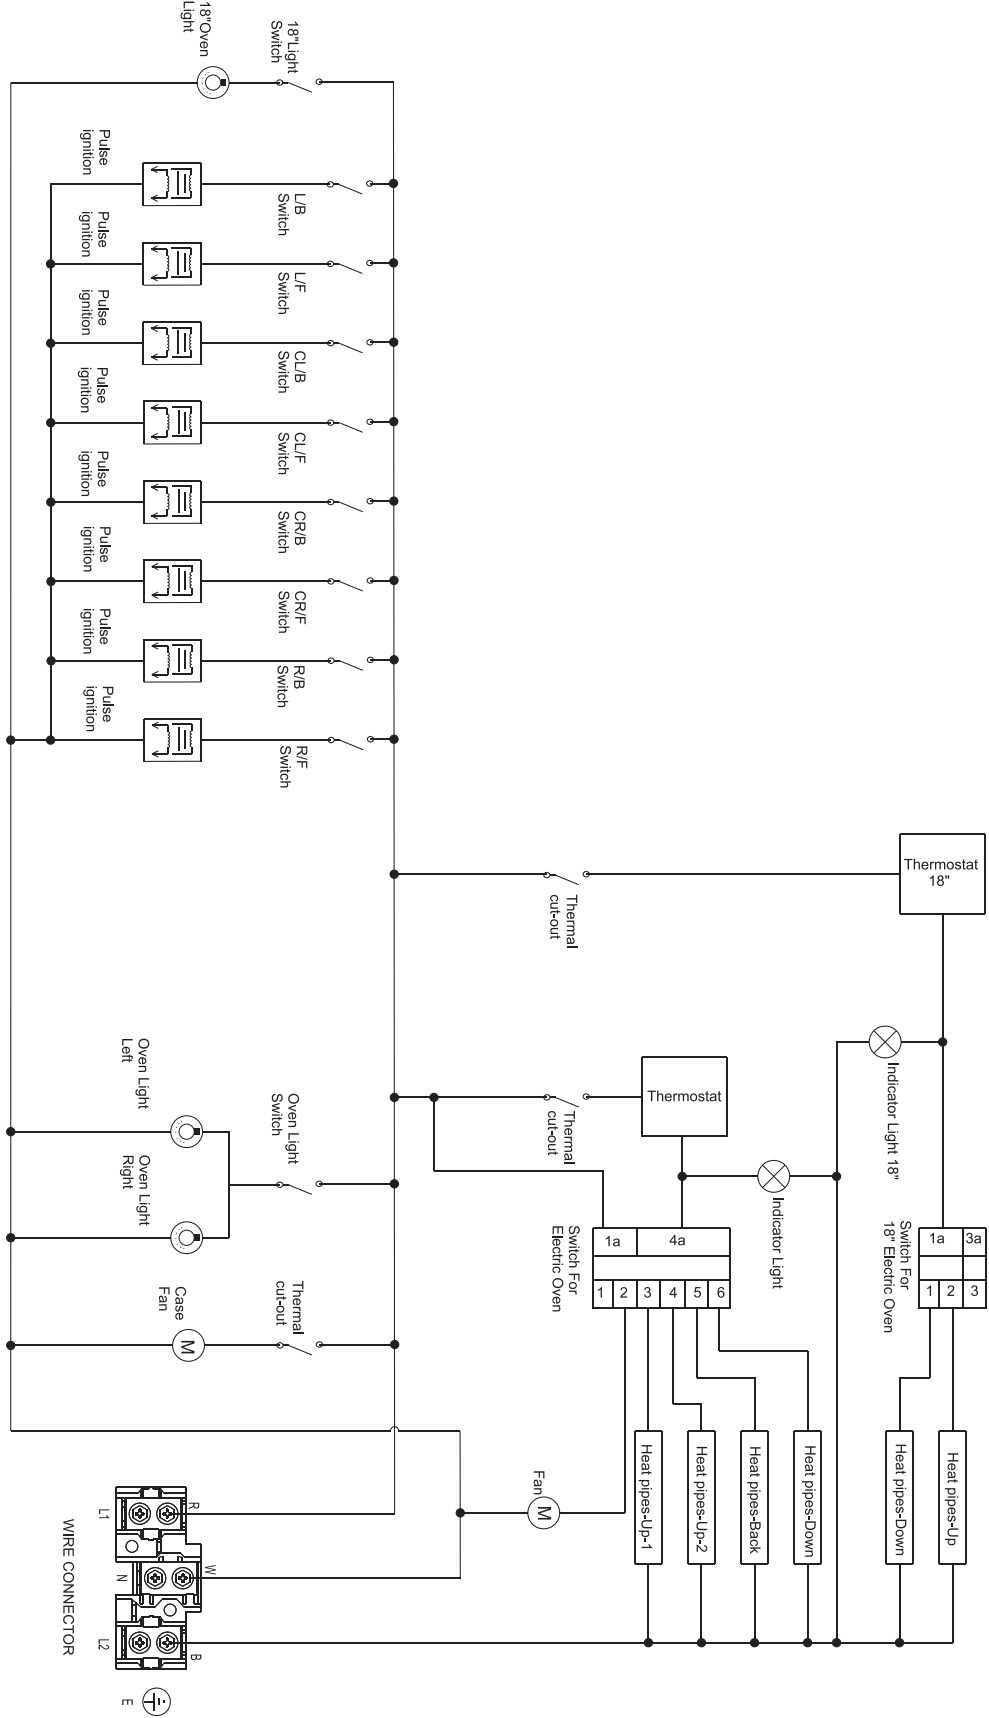 18"Oven
Light
18"Light
Switch
Pulse
ignition
L/B
Switch
Pulse
ignition
L/F
Switch
Pulse
ignition
CL/B
Switch
Pulse
ignition
CL/F
Switch
Pulse
ignition
CR/B
Switch
Pulse
ignition
CR/F
Switch
Pulse
ignition
R/B
Switch
Pulse
ignition
R/F
Switch
Thermostat
18"
Thermal
cut-out
Indicator Light 18"
Thermostat
Thermal
cut-out
Indicator Light
Oven Light
Left
Oven Light
Switch
Oven Light
Right
Switch For
Electric Oven
1a
4a
1
2
3
4
5
6
Switch For
18" Electric Oven
1a
3a
1
2
3
Case
Fan
M
Thermal
cut-out
Fan
M
Heat pipes-Up-1
Heat pipes-Up-2
Heat pipes-Back
Heat pipes-Down
Heat pipes-Down
Heat pipes-Up
L1
R
N
W
L2
B
WIRE CONNECTOR
E